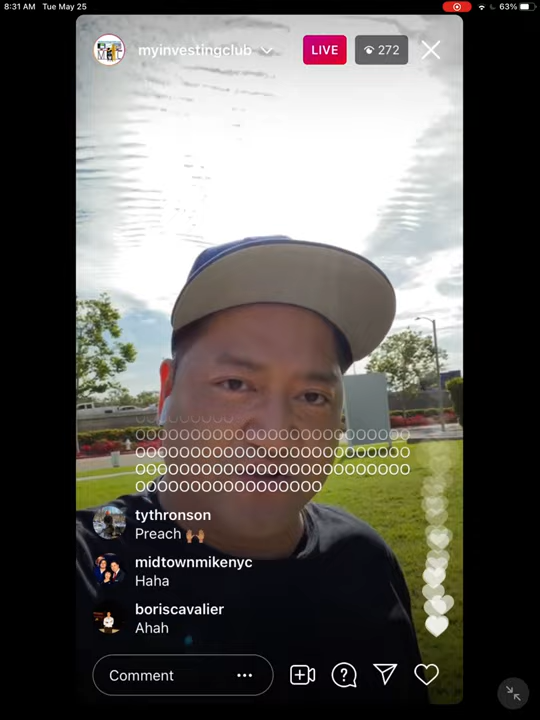 8:31 AM Tue May 25
63%
myinvestingclub
LIVE
272
OOOOOOOOOOOOOOOOOOOOOOOOO
OOOOOOOOOOOOOOOOOOOOOOOOO
OOOOOOOOOOOOOOOOOOOOOOOOO
OOOOOOOOOOOOOOOOO
tythronson
Preach 🙌🏽
midtownmikenyc
Haha
boriscavalier
Ahah
Comment